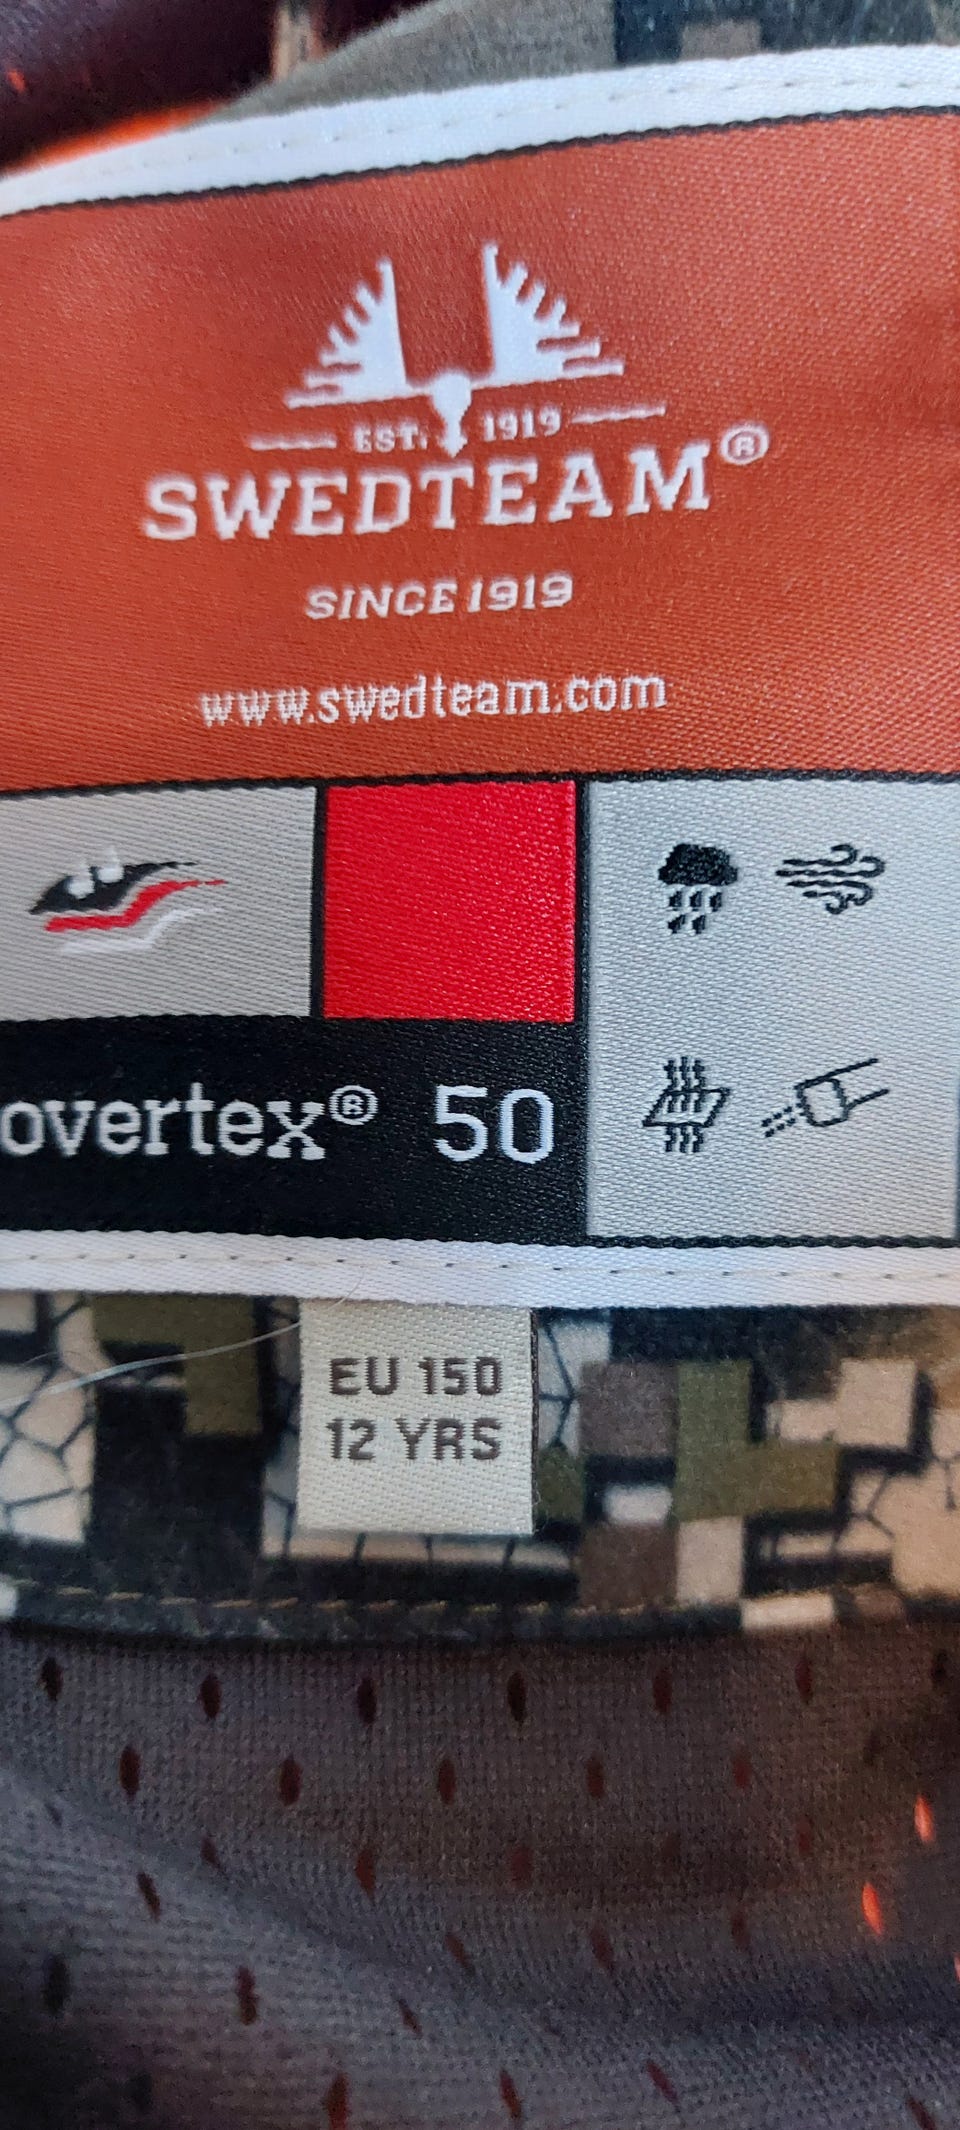 EST. 1919
SWEDTEAM®
SINCE 1919
www.swedteam.com
overtex® 50
EU 150
12 YRS